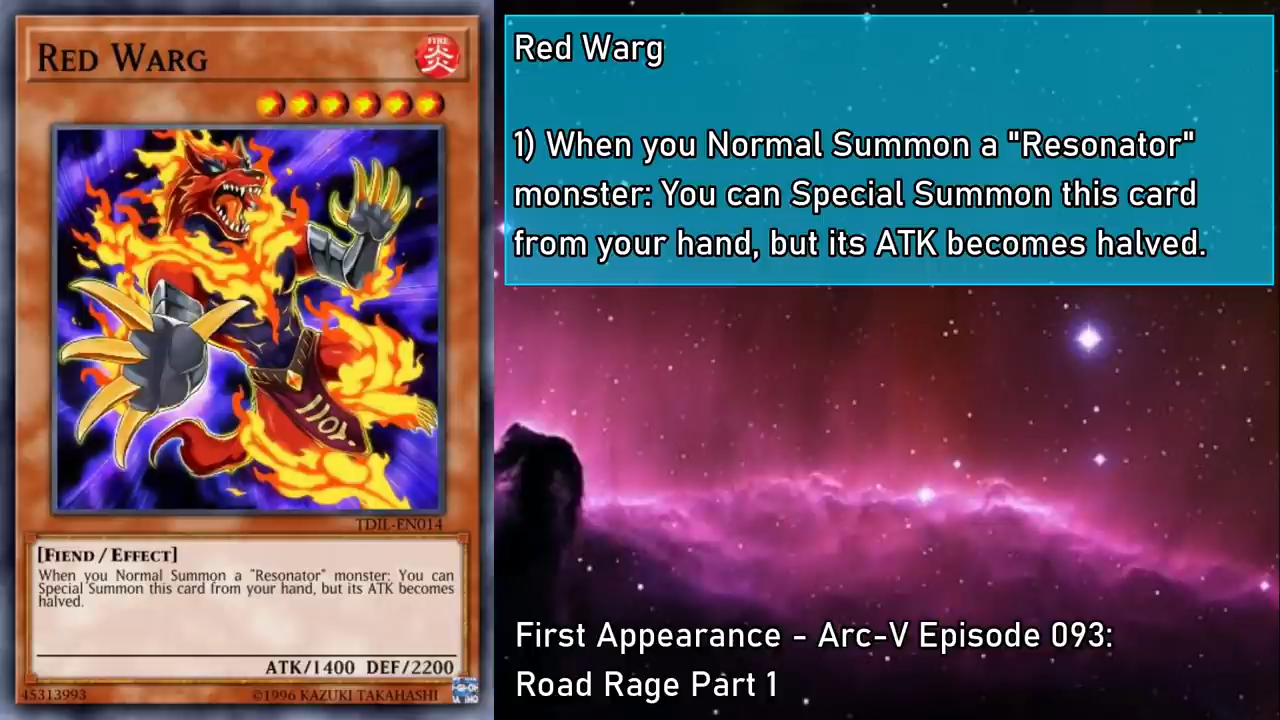 RED WARG
FIRE
炎
TDIL-EN014
[FIEND / EFFECT]
When you Normal Summon a "Resonator" monster: You can
Special Summon this card from your hand, but its ATK becomes
halved.
ATK/1400 DEF/2200
45313993
©1996 KAZUKI TAKAHASHI
Red Warg
1) When you Normal Summon a "Resonator"
monster: You can Special Summon this card
from your hand, but its ATK becomes halved.
First Appearance - Arc-V Episode 093:
Road Rage Part 1